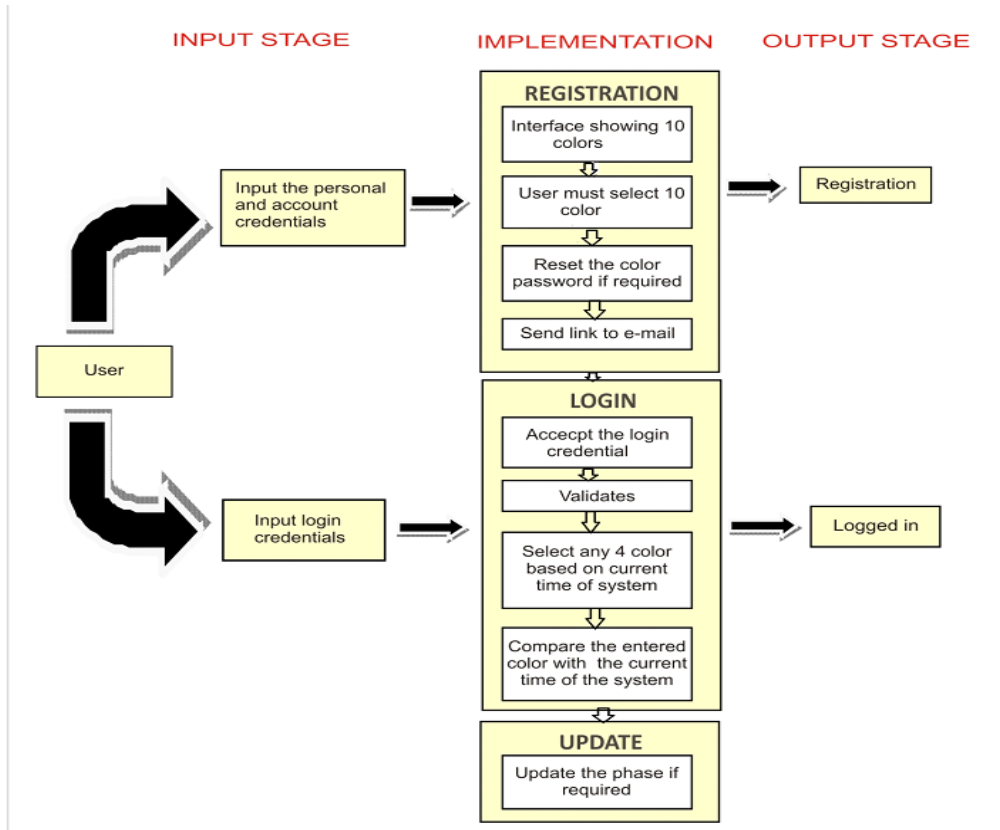 INPUT STAGE
IMPLEMENTATION
OUTPUT STAGE
REGISTRATION
Interface showing 10
colors
User must select 10
color
Reset the color
password if required
Send link to e-mail
Input the personal
and account
credentials
Registration
User
LOGIN
Accecpt the login
credential
Validates
Select any 4 color
based on current
time of system
Compare the entered
color with the current
time of the system
Input login
credentials
Logged in
UPDATE
Update the phase if
required